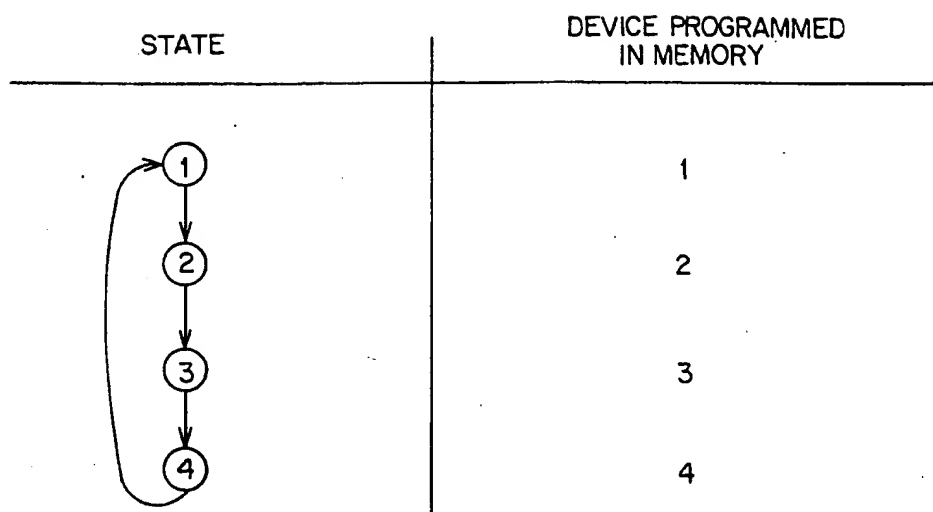 STATE
DEVICE PROGRAMMED
IN MEMORY
1 1
2 2
3 3
4 4